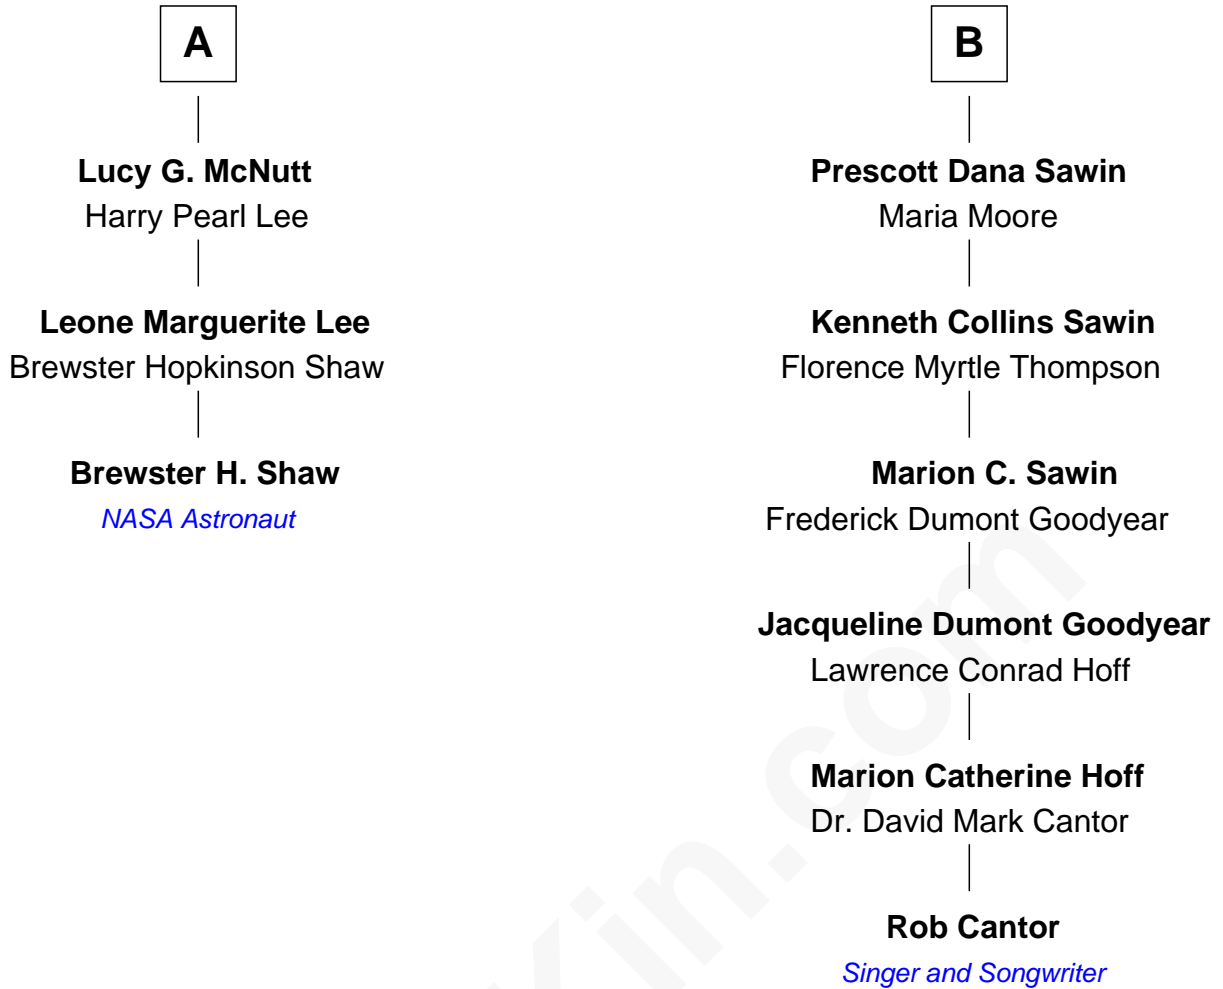 A
Lucy G. McNutt
Harry Pearl Lee
Leone Marguerite Lee
Brewster Hopkinson Shaw
Brewster H. Shaw
NASA Astronaut
B
Prescott Dana Sawin
Maria Moore
Kenneth Collins Sawin
Florence Myrtle Thompson
Marion C. Sawin
Frederick Dumont Goodyear
Jacqueline Dumont Goodyear
Lawrence Conrad Hoff
Marion Catherine Hoff
Dr. David Mark Cantor
Rob Cantor
Singer and Songwriter